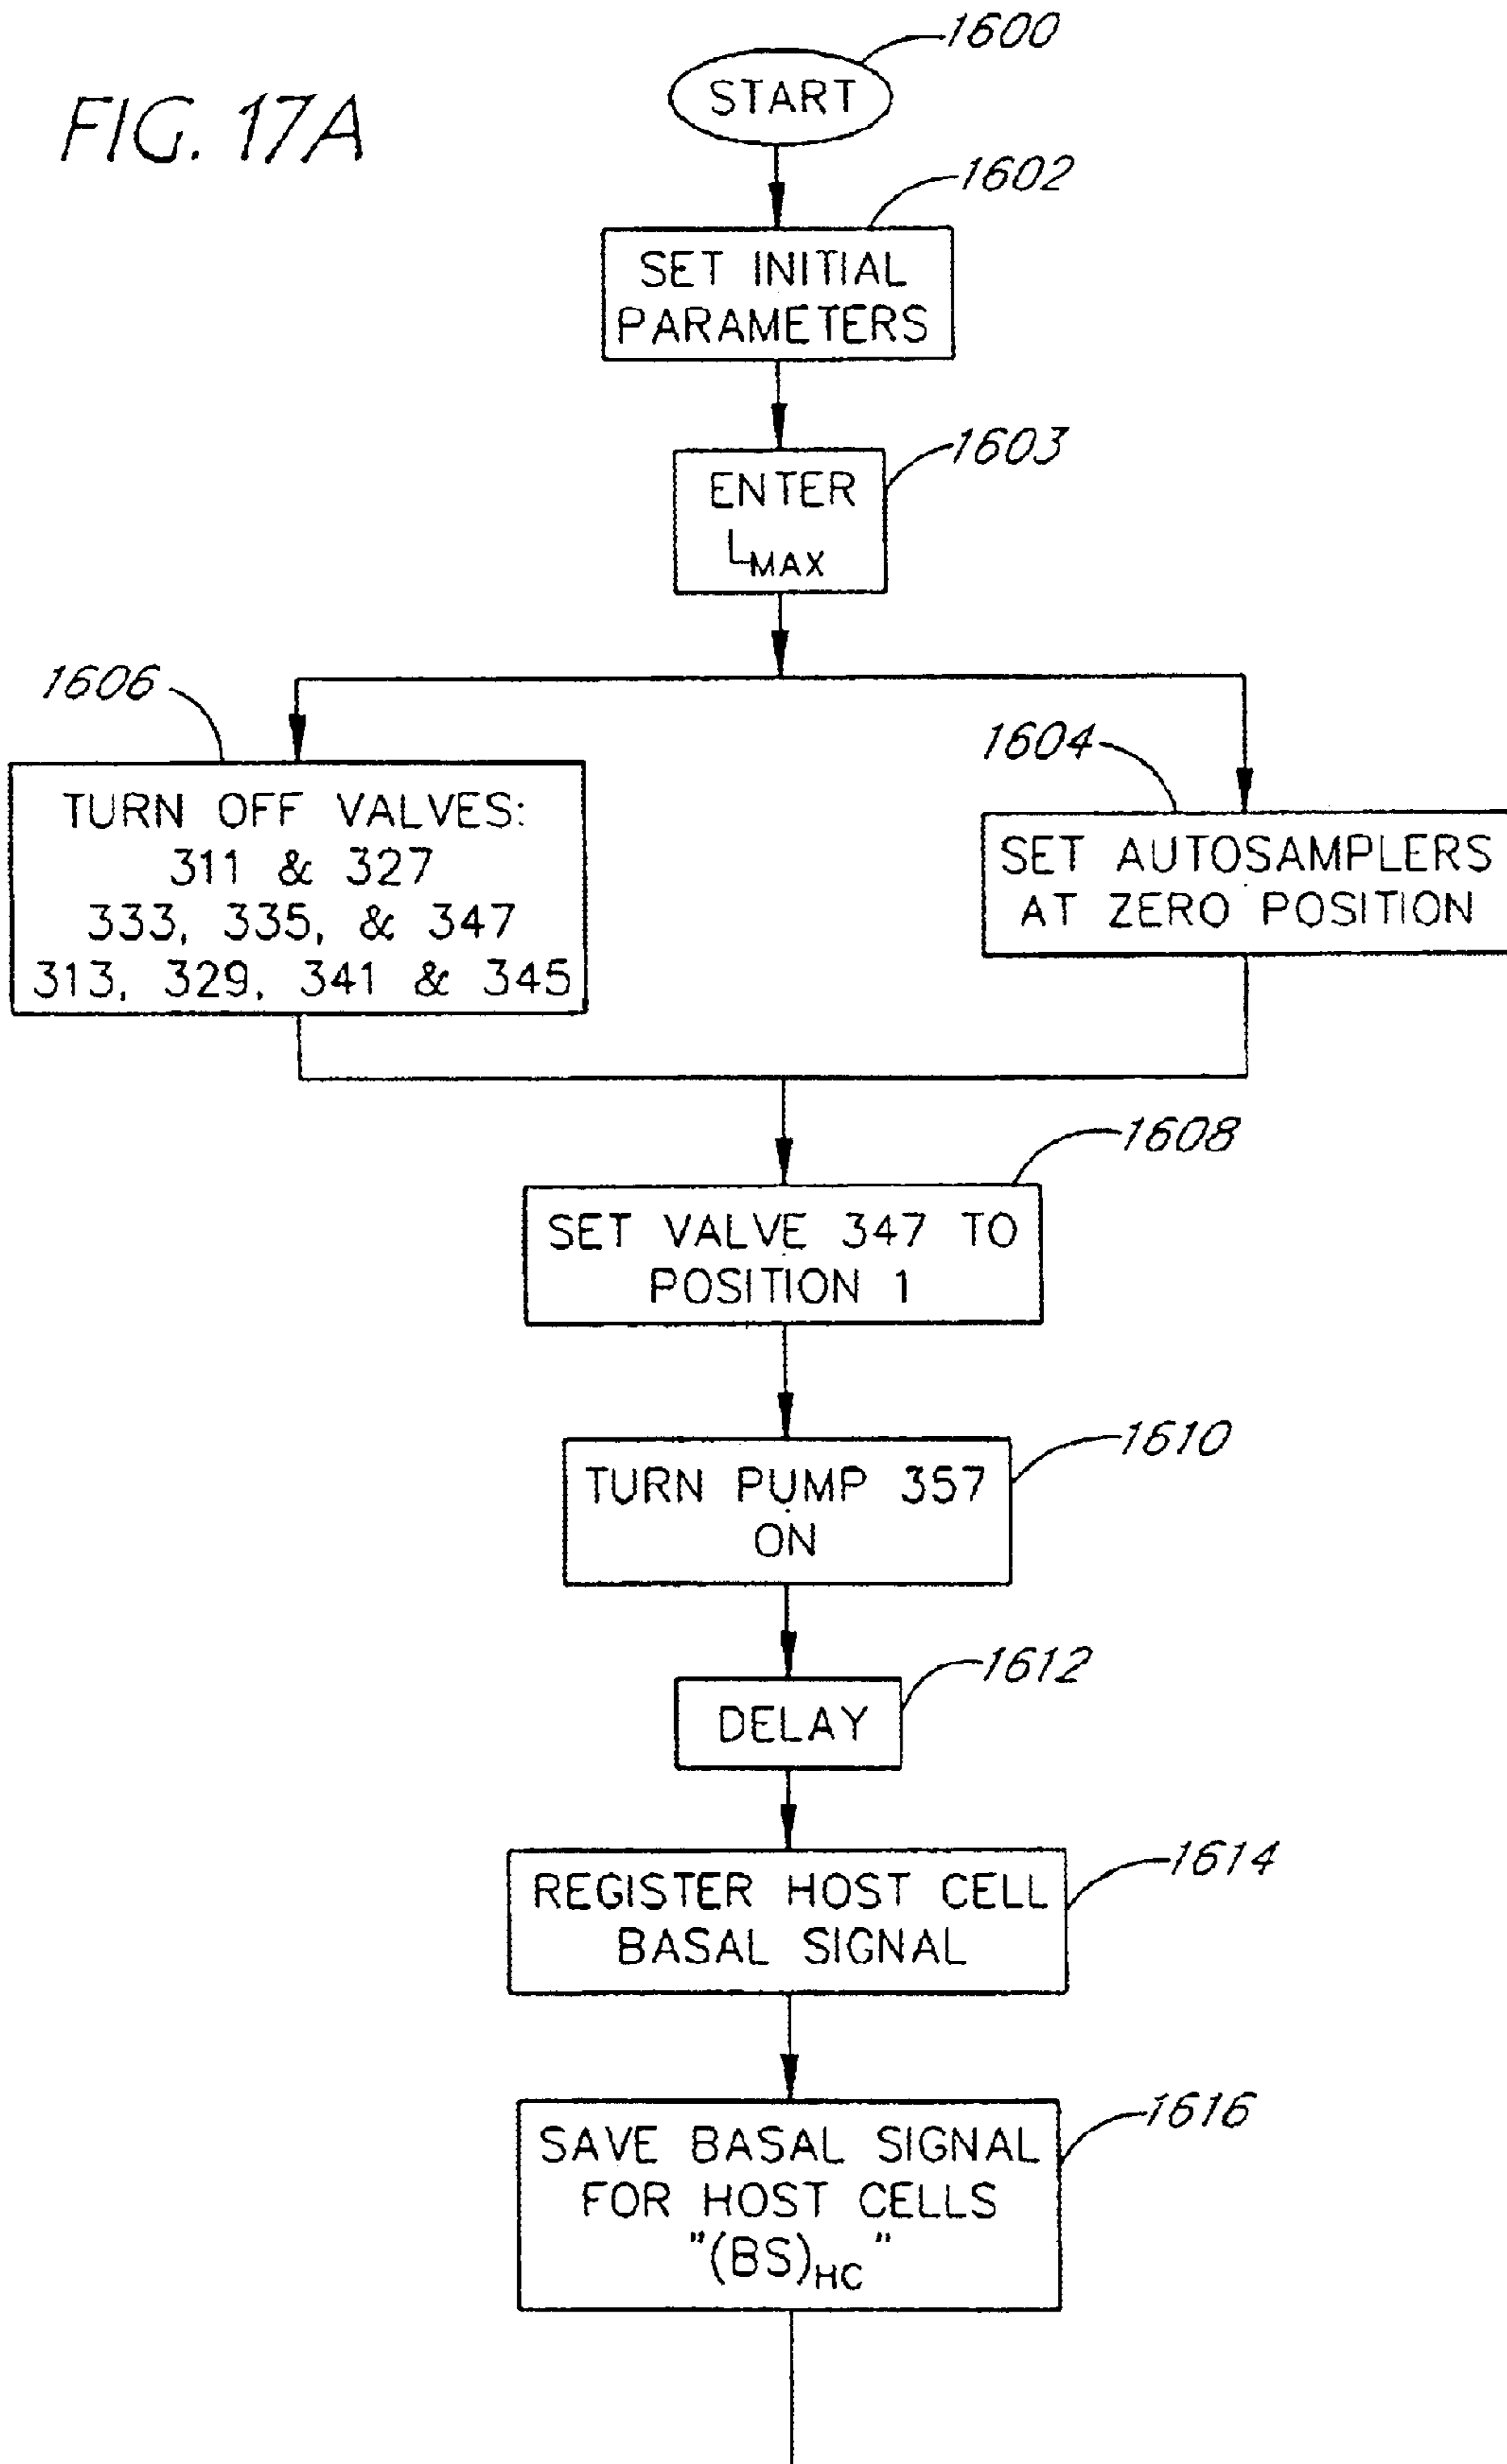 FIG. 17A
1600
START
1602
SET INITIAL
PARAMETERS
1603
ENTER
LMAX
1606
TURN OFF VALVES:
311 & 327
333, 335, & 347
313, 329, 341 & 345
1604
SET AUTOSAMPLERS
AT ZERO POSITION
1608
SET VALVE 347 TO
POSITION 1
1610
TURN PUMP 357
ON
1612
DELAY
1614
REGISTER HOST CELL
BASAL SIGNAL
1616
SAVE BASAL SIGNAL
FOR HOST CELLS
"(BS)HC"